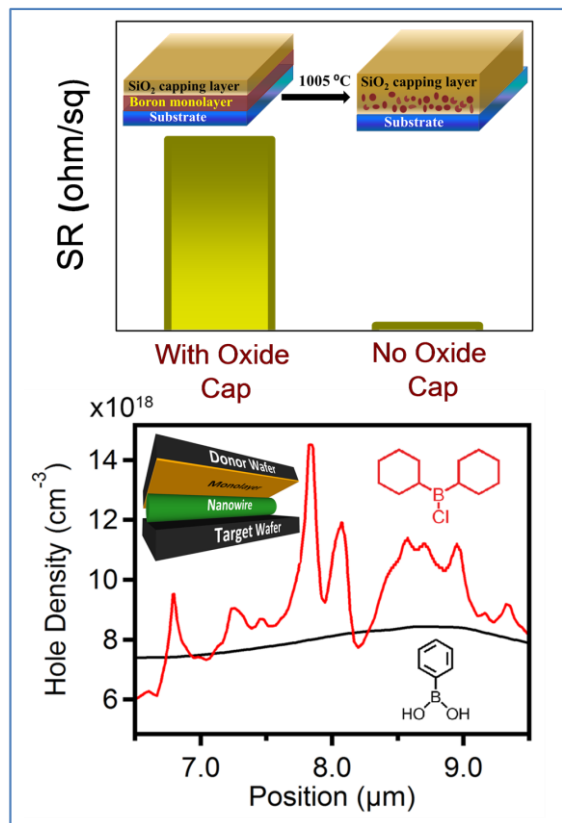 SiO₂ capping layer
Boron monolayer
Substrate
1005 ⁰C
SiO₂ capping layer
Substrate
SR (ohm/sq)
With Oxide
Cap
No Oxide
Cap
x10¹⁸
Hole Density (cm⁻³)
14
12
10
8
6
Donor Wafer
Monolayer
Nanowire
Target Wafer
B
Cl
B
HO OH
7.0 8.0 9.0
Position (µm)